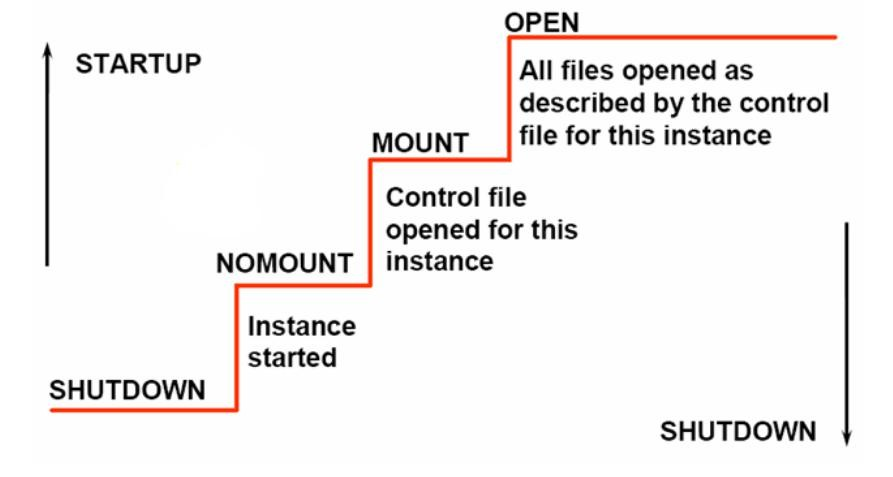 OPEN
STARTUP
All files opened as
described by the control
file for this instance
MOUNT
Control file
opened for this
instance
NOMOUNT
Instance
started
SHUTDOWN
SHUTDOWN